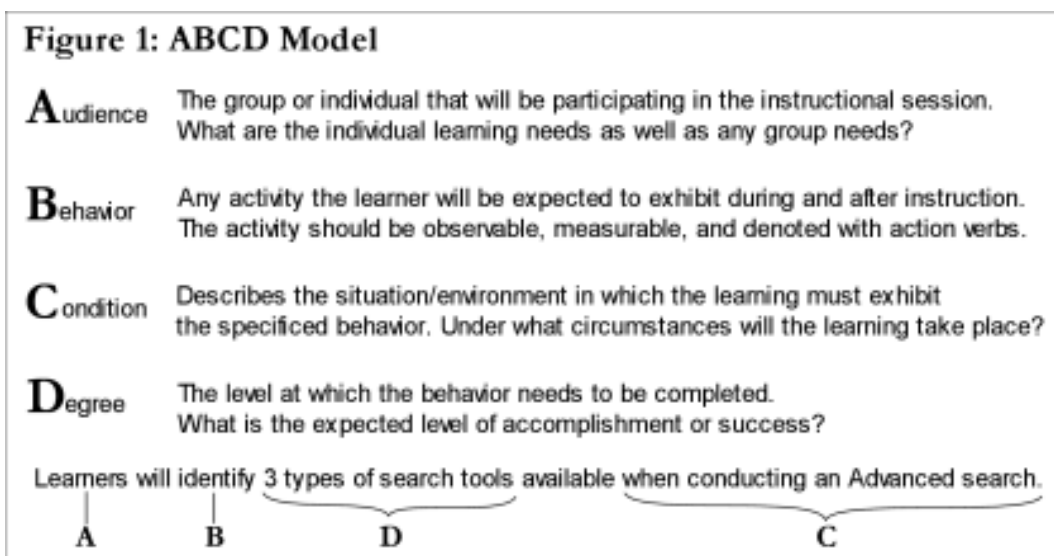 Figure 1: ABCD Model
Audience The group or individual that will be participating in the instructional session.
What are the individual learning needs as well as any group needs?
Behavior Any activity the learner will be expected to exhibit during and after instruction.
The activity should be observable, measurable, and denoted with action verbs.
Condition Describes the situation/environment in which the learning must exhibit
the specificed behavior. Under what circumstances will the learning take place?
Degree The level at which the behavior needs to be completed.
What is the expected level of accomplishment or success?
Learners will identify 3 types of search tools available when conducting an Advanced search.
A B D C